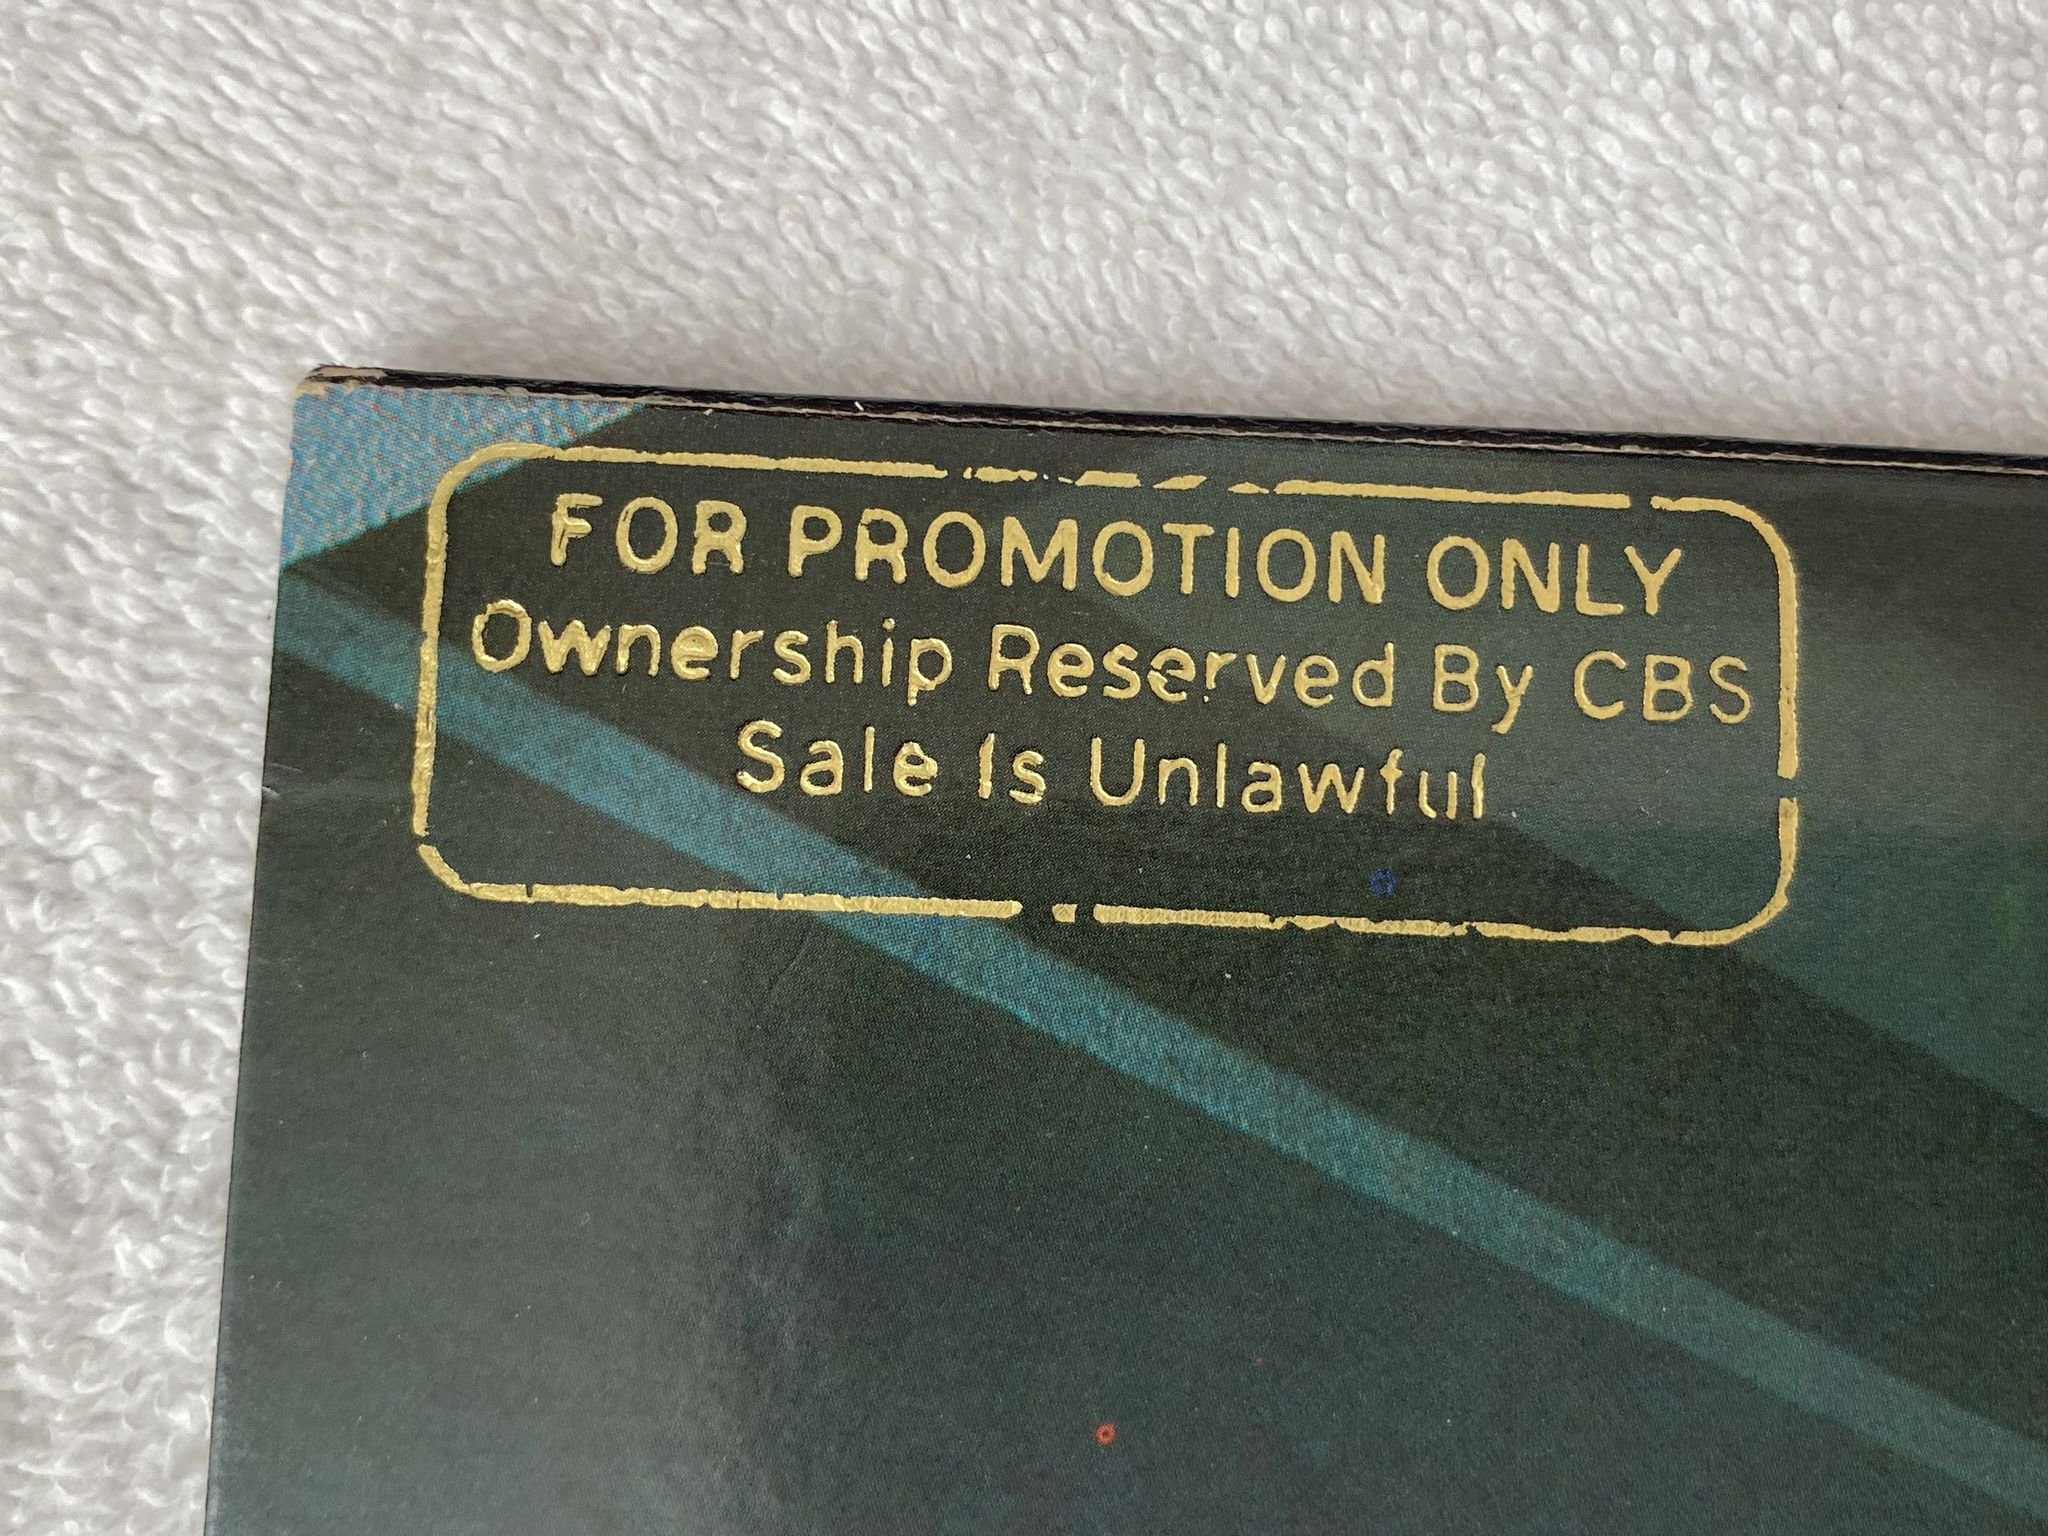 FOR PROMOTION ONLY
Ownership Reserved By CBS
Sale Is Unlawful